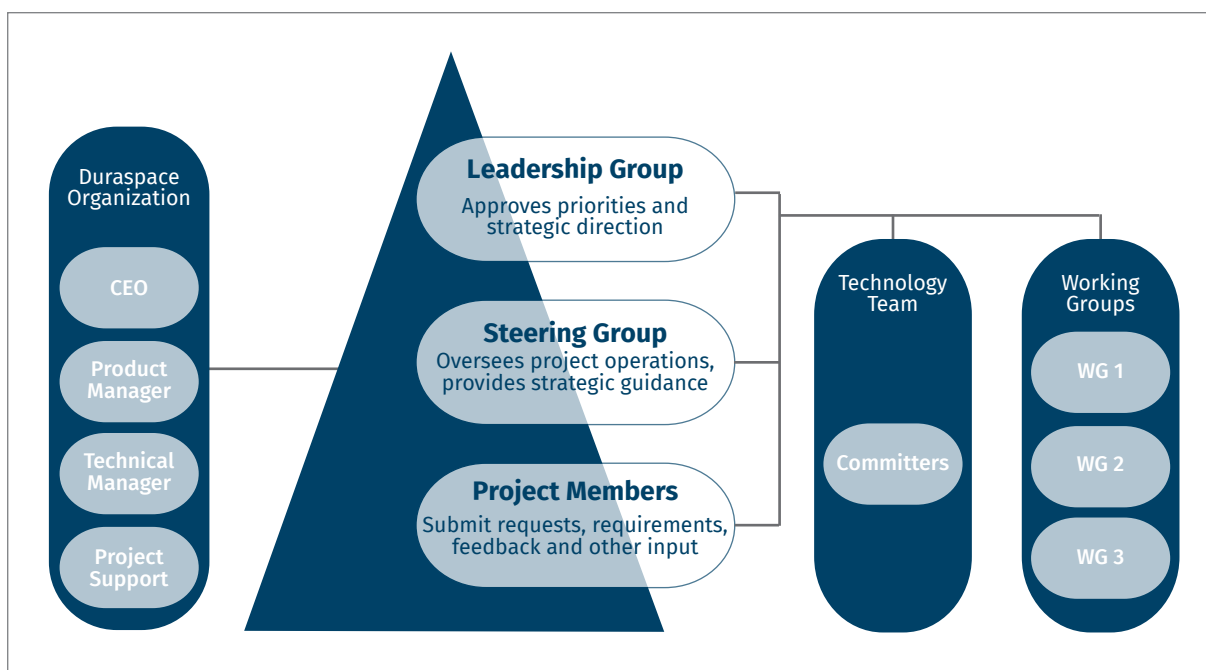 Duraspace
Organization
CEO
Product
Manager
Technical
Manager
Project
Support
Leadership Group
Approves priorities and
strategic direction
Steering Group
Oversees project operations,
provides strategic guidance
Project Members
Submit requests, requirements,
feedback and other input
Technology
Team
Committers
Working
Groups
WG 1
WG 2
WG 3